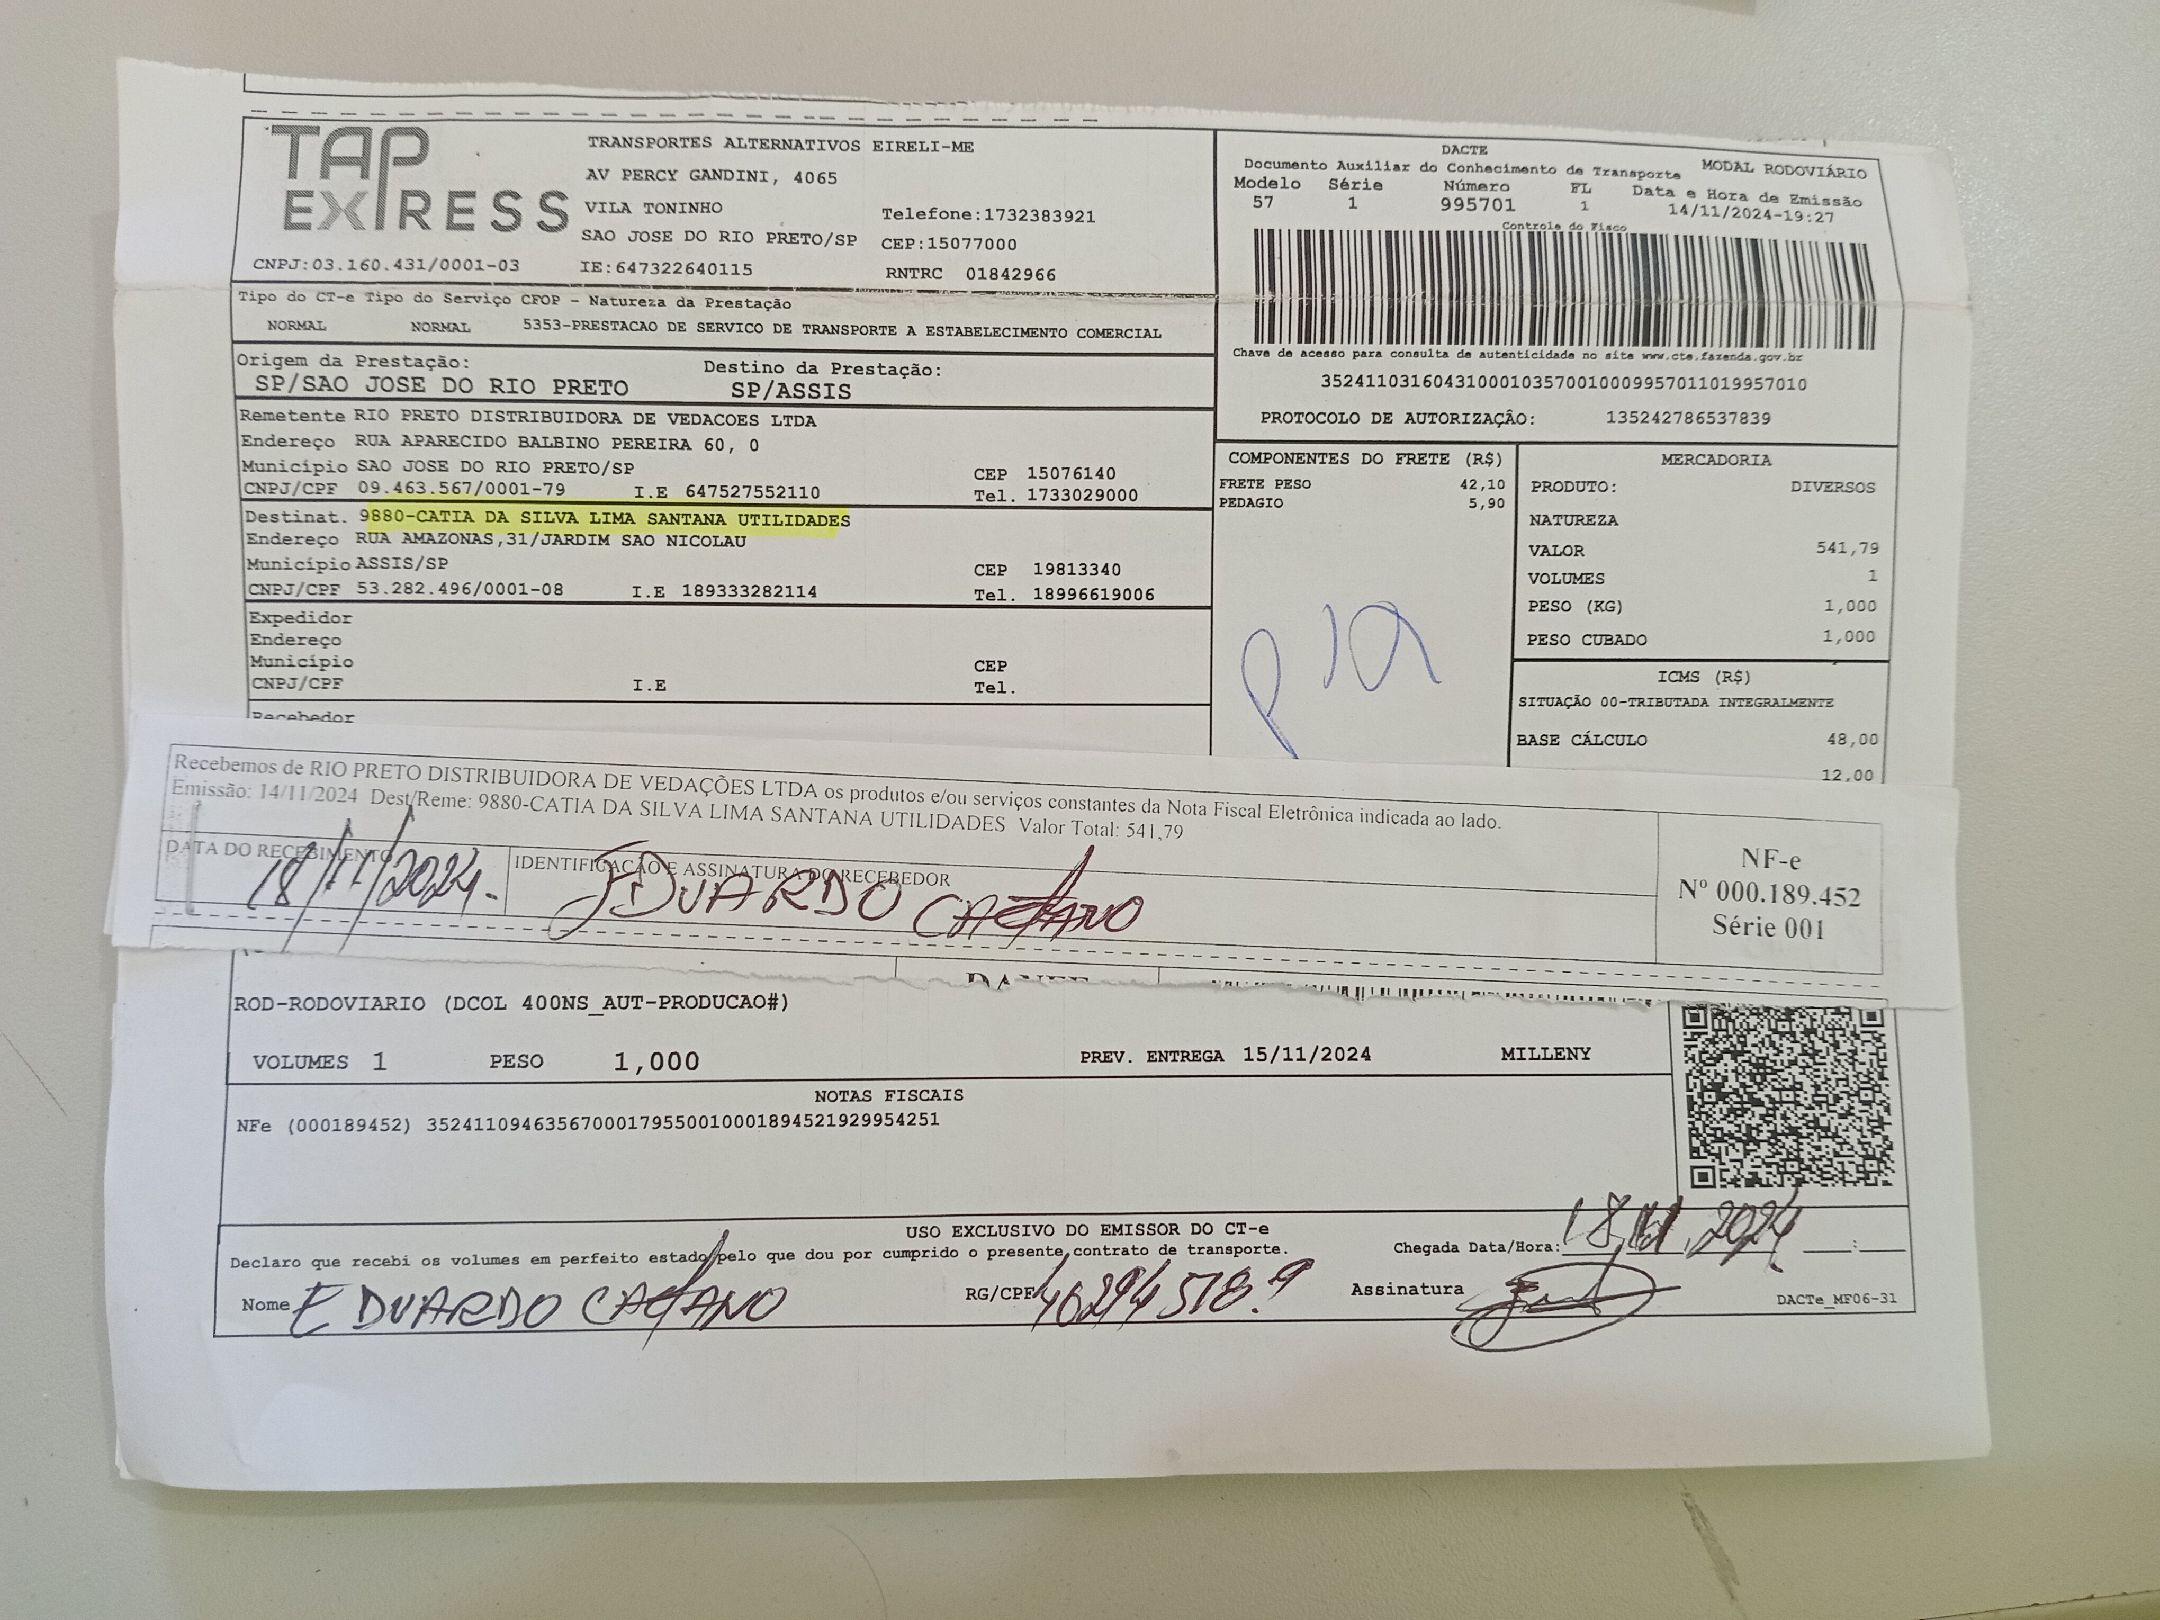 TAP EXPRESS
TRANSPORTES ALTERNATIVOS EIRELI-ME
AV PERCY GANDINI, 4065
VILA TONINHO
Telefone:1732383921
SAO JOSE DO RIO PRETO/SP CEP:15077000
CNPJ:03.160.431/0001-03 IE:647322640115 RNTRC 01842966
DACTE
Documento Auxiliar do Conhecimento de Transporte MODAL RODOVIÁRIO
Modelo Série Número FL Data e Hora de Emissão
57 1 995701 1 14/11/2024-19:27
Controle do Fisco
Chave de acesso para consulta de autenticidade no site www.cte.fazenda.gov.br
35241103160431000103570010009957011019957010
PROTOCOLO DE AUTORIZAÇÃO: 135242786537839
Tipo do CT-e Tipo do Serviço CFOP - Natureza da Prestação
NORMAL NORMAL 5353-PRESTACAO DE SERVICO DE TRANSPORTE A ESTABELECIMENTO COMERCIAL
Origem da Prestação: Destino da Prestação:
SP/SAO JOSE DO RIO PRETO SP/ASSIS
Remetente RIO PRETO DISTRIBUIDORA DE VEDACOES LTDA
Endereço RUA APARECIDO BALBINO PEREIRA 60, 0
Município SAO JOSE DO RIO PRETO/SP CEP 15076140
CNPJ/CPF 09.463.567/0001-79 I.E 647527552110 Tel. 1733029000
Destinat. 9880-CATIA DA SILVA LIMA SANTANA UTILIDADES
Endereço RUA AMAZONAS,31/JARDIM SAO NICOLAU
Município ASSIS/SP CEP 19813340
CNPJ/CPF 53.282.496/0001-08 I.E 189333282114 Tel. 18996619006
Expedidor
Endereço
Município CEP
CNPJ/CPF I.E Tel.
Recebedor
COMPONENTES DO FRETE (R$)
FRETE PESO 42,10
PEDAGIO 5,90
MERCADORIA
PRODUTO: DIVERSOS
NATUREZA
VALOR 541,79
VOLUMES 1
PESO (KG) 1,000
PESO CUBADO 1,000
ICMS (R$)
SITUAÇÃO 00-TRIBUTADA INTEGRALMENTE
BASE CÁLCULO 48,00
12,00
Recebemos de RIO PRETO DISTRIBUIDORA DE VEDAÇÕES LTDA os produtos e/ou serviços constantes da Nota Fiscal Eletrônica indicada ao lado.
Emissão: 14/11/2024 Dest/Reme: 9880-CATIA DA SILVA LIMA SANTANA UTILIDADES Valor Total: 541,79
DATA DO RECEBIMENTO IDENTIFICAÇÃO E ASSINATURA DO RECEBEDOR
18/11/2024. EDUARDO CAETANO
NF-e
Nº 000.189.452
Série 001
ROD-RODOVIARIO (DCOL 400NS_AUT-PRODUCAO#)
VOLUMES 1 PESO 1,000 PREV. ENTREGA 15/11/2024 MILLENY
NOTAS FISCAIS
NFe (000189452) 35241109463567000179550010001894521929954251
USO EXCLUSIVO DO EMISSOR DO CT-e
Declaro que recebi os volumes em perfeito estado pelo que dou por cumprido o presente contrato de transporte.
Chegada Data/Hora: 18,11,2024 :
Nome EDUARDO CAETANO RG/CPF 46294518.9 Assinatura
DACTe_MF06-31